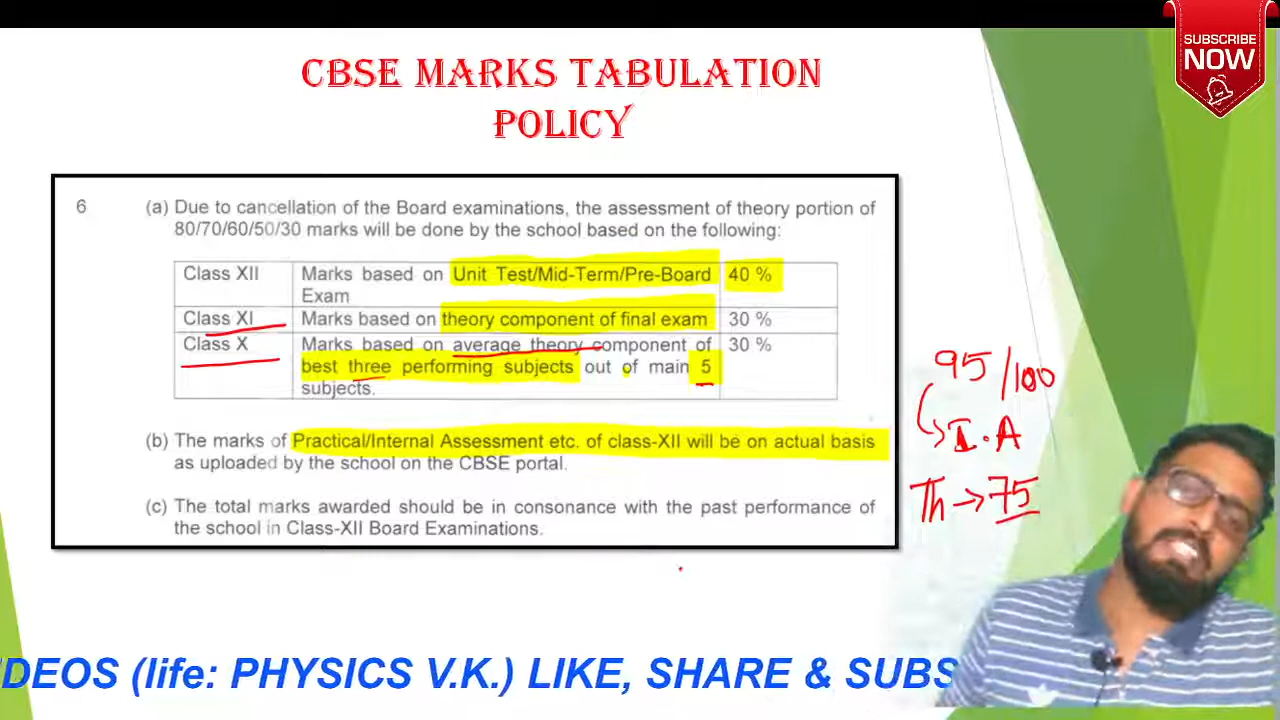 SUBSCRIBE
NOW
CBSE MARKS TABULATION
POLICY
6 (a) Due to cancellation of the Board examinations, the assessment of theory portion of
80/70/60/50/30 marks will be done by the school based on the following:
Class XII Marks based on Unit Test/Mid-Term/Pre-Board 40 %
Exam
Class XI Marks based on theory component of final exam 30 %
Class X Marks based on average theory component of 30 %
best three performing subjects out of main 5
subjects.
(b) The marks of Practical/Internal Assessment etc. of class-XII will be on actual basis
as uploaded by the school on the CBSE portal.
(c) The total marks awarded should be in consonance with the past performance of
the school in Class-XII Board Examinations.
95/100
I.A
Th → 75
IDEOS (life: PHYSICS V.K.) LIKE, SHARE & SUBS